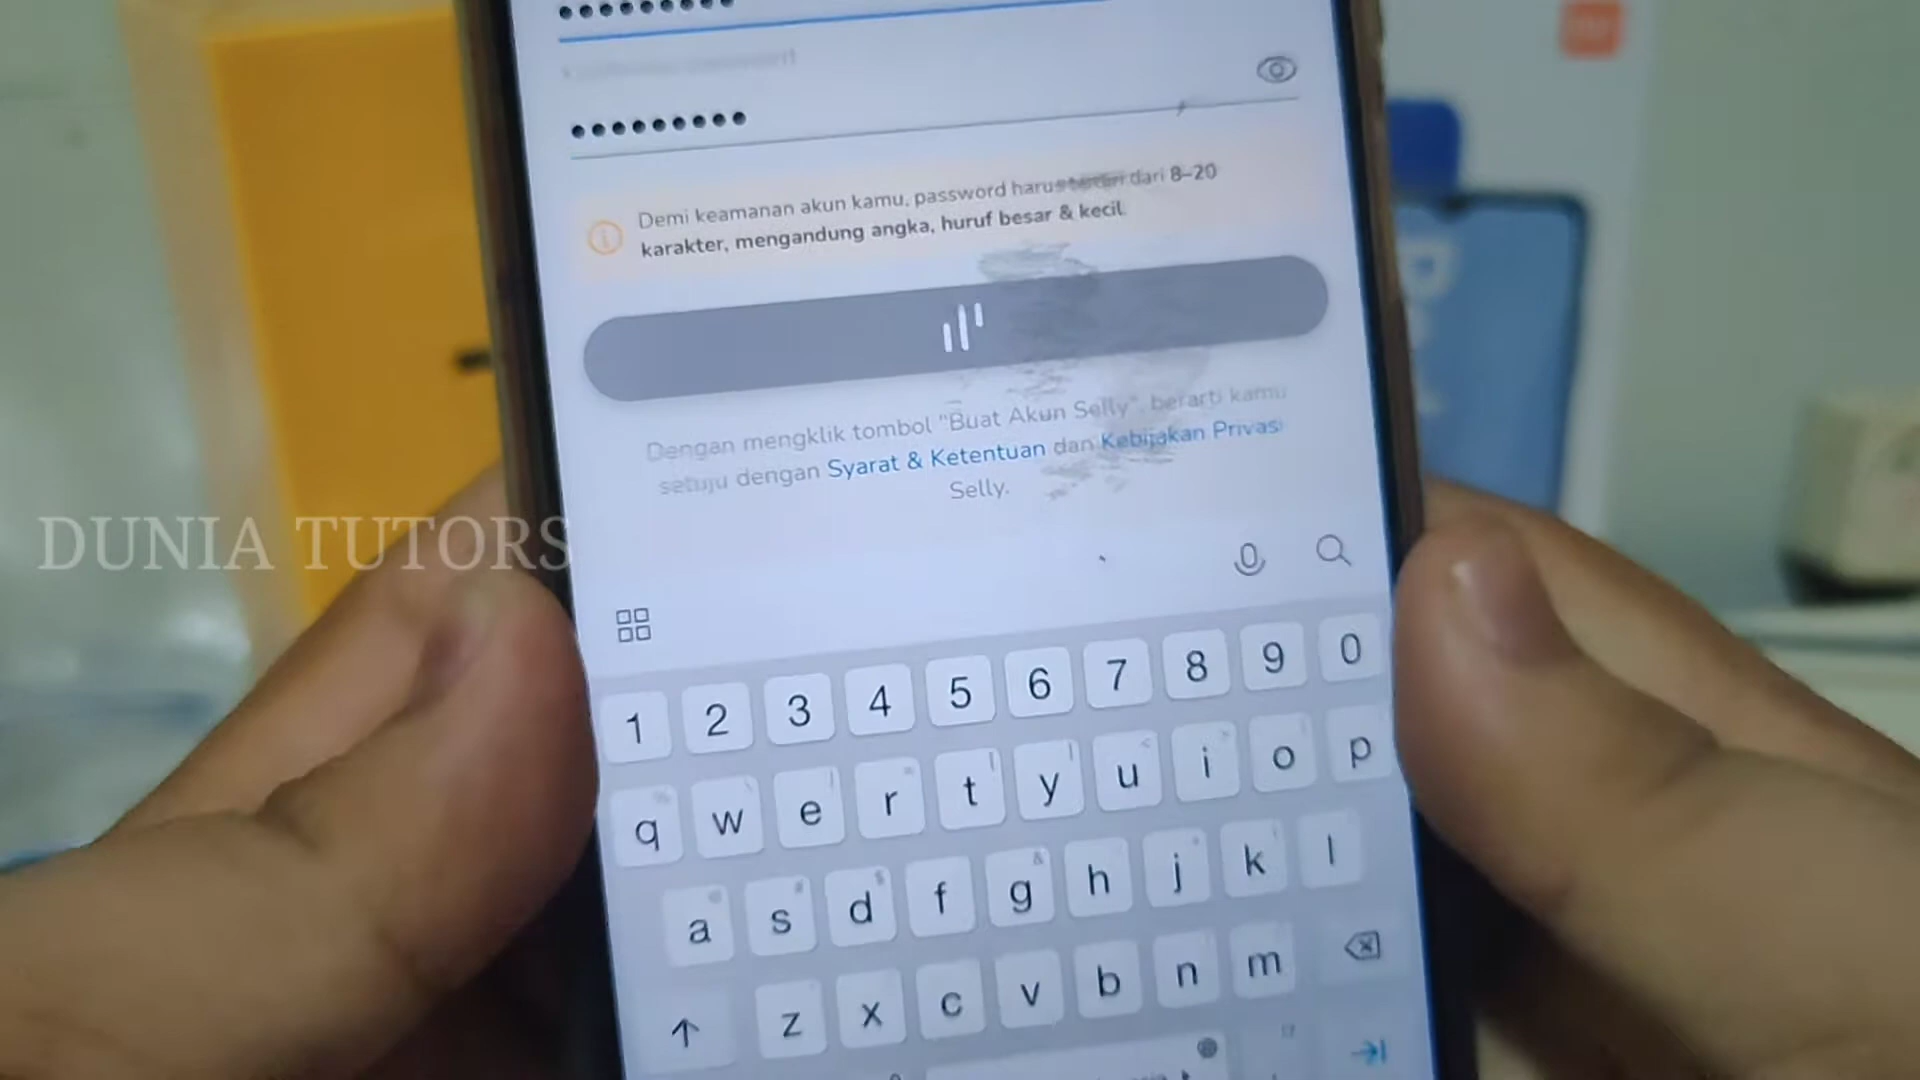 •••••••••
•••••••••
Demi keamanan akun kamu, password harus dari 8–20
karakter, mengandung angka, huruf besar & kecil
Dengan mengklik tombol "Buat Akun Selly", berarti kamu
setuju dengan Syarat & Ketentuan dan Kebijakan Privasi
Selly.
DUNIA TUTORS
1 2 3 4 5 6 7 8 9 0
q w e r t y u i o p
a s d f g h j k l
z x c v b n m